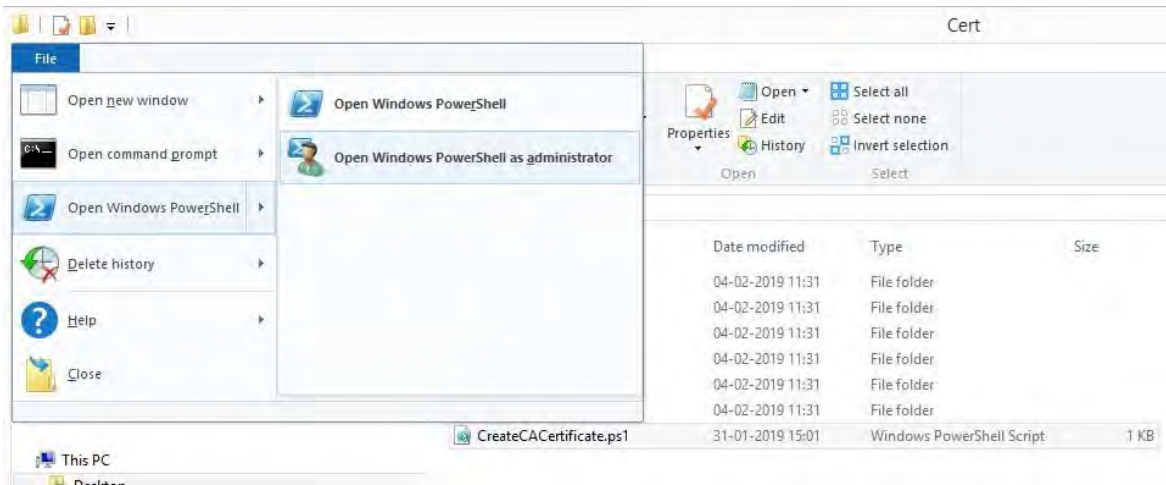 Cert
File
Open new window
Open Windows PowerShell
Open command prompt
Open Windows PowerShell as administrator
Open Windows PowerShell
Delete history
Help
Close
Properties
Open
Edit
History
Open
Select all
Select none
Invert selection
Select
Date modified Type Size
04-02-2019 11:31 File folder
04-02-2019 11:31 File folder
04-02-2019 11:31 File folder
04-02-2019 11:31 File folder
04-02-2019 11:31 File folder
04-02-2019 11:31 File folder
CreateCACertificate.ps1 31-01-2019 15:01 Windows PowerShell Script 1 KB
This PC
Desktop